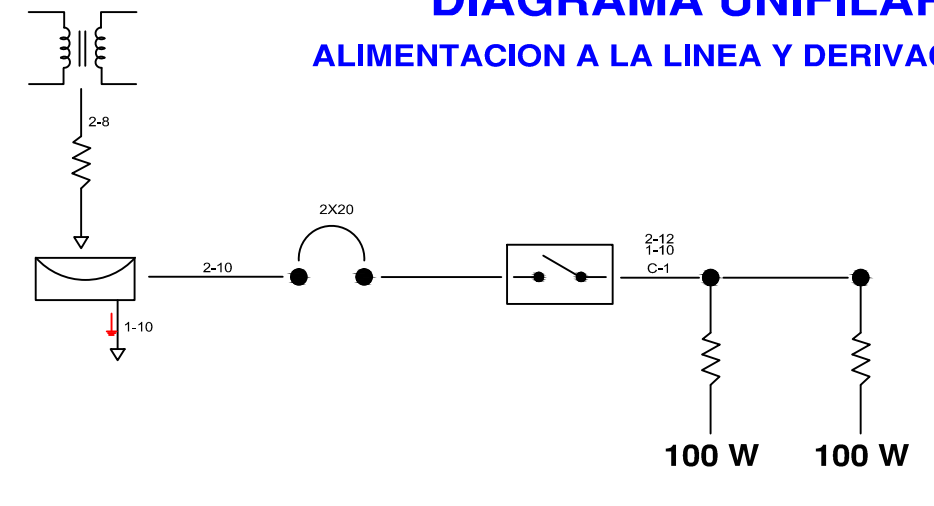 DIAGRAMA UNIFILAR
ALIMENTACION A LA LINEA Y
2-8
2X20
2-12
1-10
C-1
2-10
1-10
100 W 100 W